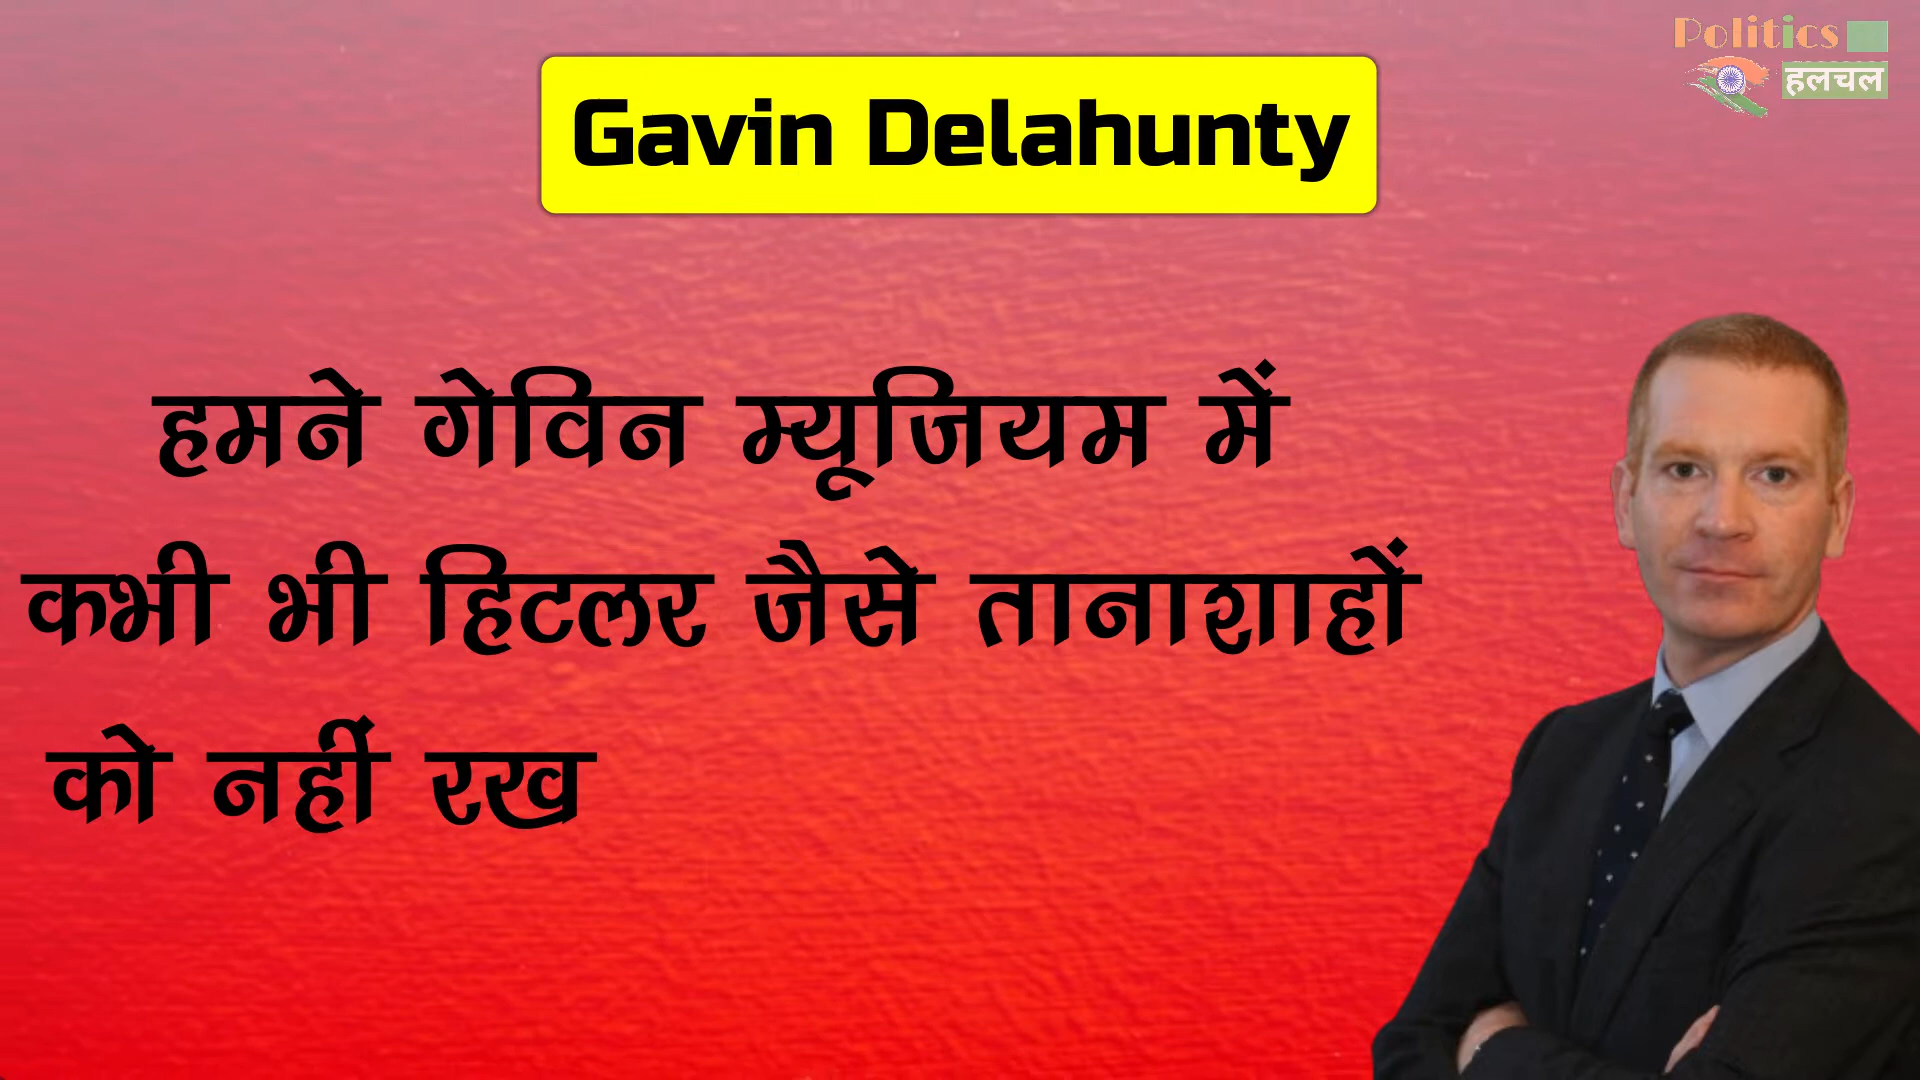 Politics
हलचल
Gavin Delahunty
हमने गेविन म्यूजियम में
कभी भी हिटलर जैसे तानाशाहों
को नहीं रख